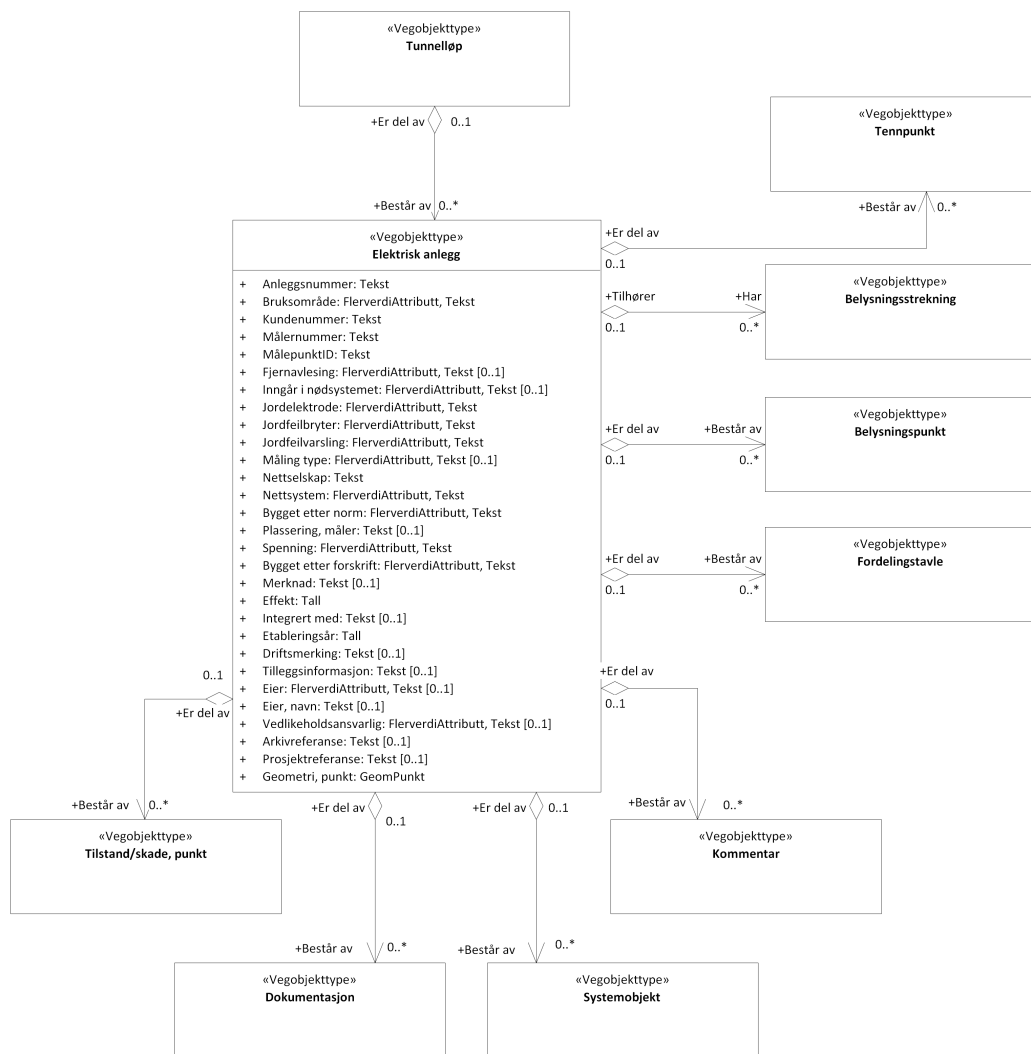 «Vegobjekttype»
Tunnelløp
+Er del av 0..1
+Består av 0..*
«Vegobjekttype»
Tennpunkt
+Består av 0..*
«Vegobjekttype»
Elektrisk anlegg
+ Anleggsnummer: Tekst
+ Bruksområde: FlerverdiAttributt, Tekst
+ Kundenummer: Tekst
+ Målernummer: Tekst
+ MålepunktID: Tekst
+ Fjernavlesing: FlerverdiAttributt, Tekst [0..1]
+ Inngår i nødsystemet: FlerverdiAttributt, Tekst [0..1]
+ Jordelektrode: FlerverdiAttributt, Tekst
+ Jordfeilbryter: FlerverdiAttributt, Tekst
+ Jordfeilvarsling: FlerverdiAttributt, Tekst
+ Måling type: FlerverdiAttributt, Tekst [0..1]
+ Nettselskap: Tekst
+ Nettsystem: FlerverdiAttributt, Tekst
+ Bygget etter norm: FlerverdiAttributt, Tekst
+ Plassering, måler: Tekst [0..1]
+ Spenning: FlerverdiAttributt, Tekst
+ Bygget etter forskrift: FlerverdiAttributt, Tekst
+ Merknad: Tekst [0..1]
+ Effekt: Tall
+ Integrert med: Tekst [0..1]
+ Etableringsår: Tall
+ Driftsmerking: Tekst [0..1]
+ Tilleggsinformasjon: Tekst [0..1]
+ Eier: FlerverdiAttributt, Tekst [0..1]
+ Eier, navn: Tekst [0..1]
+ Vedlikeholdsansvarlig: FlerverdiAttributt, Tekst [0..1]
+ Arkivreferanse: Tekst [0..1]
+ Prosjektreferanse: Tekst [0..1]
+ Geometri, punkt: GeomPunkt
+Er del av
0..1
+Tilhører +Har
0..1 0..*
«Vegobjekttype»
Belysningsstrekning
+Er del av +Består av
0..1 0..*
«Vegobjekttype»
Belysningspunkt
+Er del av +Består av
0..1 0..*
«Vegobjekttype»
Fordelingstavle
+Er del av
0..1
+Består av 0..*
«Vegobjekttype»
Kommentar
0..1
+Er del av
+Består av 0..*
«Vegobjekttype»
Tilstand/skade, punkt
+Er del av
0..1
+Består av 0..*
«Vegobjekttype»
Dokumentasjon
+Er del av 0..1
+Består av 0..*
«Vegobjekttype»
Systemobjekt